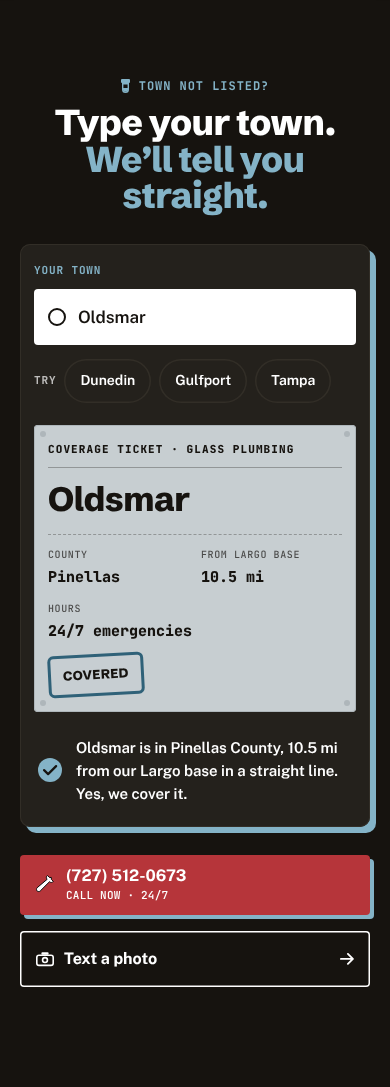 TOWN NOT LISTED?
Type your town.
We'll tell you
straight.
YOUR TOWN
Oldsmar
TRY Dunedin Gulfport Tampa
COVERAGE TICKET · GLASS PLUMBING
Oldsmar
COUNTY FROM LARGO BASE
Pinellas 10.5 mi
HOURS
24/7 emergencies
COVERED
Oldsmar is in Pinellas County, 10.5 mi
from our Largo base in a straight line.
Yes, we cover it.
(727) 512-0673
CALL NOW · 24/7
Text a photo